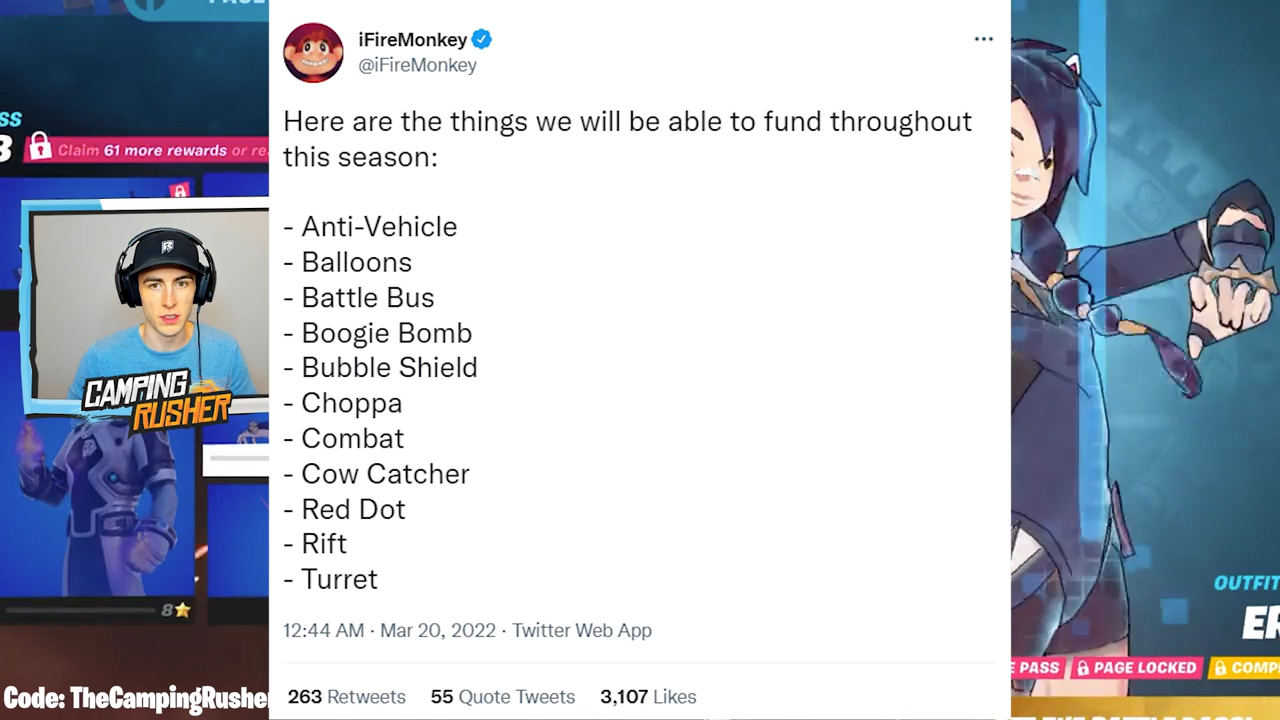 iFireMonkey
@iFireMonkey
Here are the things we will be able to fund throughout
this season:
- Anti-Vehicle
- Balloons
- Battle Bus
- Boogie Bomb
- Bubble Shield
- Choppa
- Combat
- Cow Catcher
- Red Dot
- Rift
- Turret
12:44 AM · Mar 20, 2022 · Twitter Web App
263 Retweets 55 Quote Tweets 3,107 Likes
Claim 61 more rewards or
CAMPING
RUSHER
8
Code: TheCampingRusher
OUTFIT
PASS
PAGE LOCKED